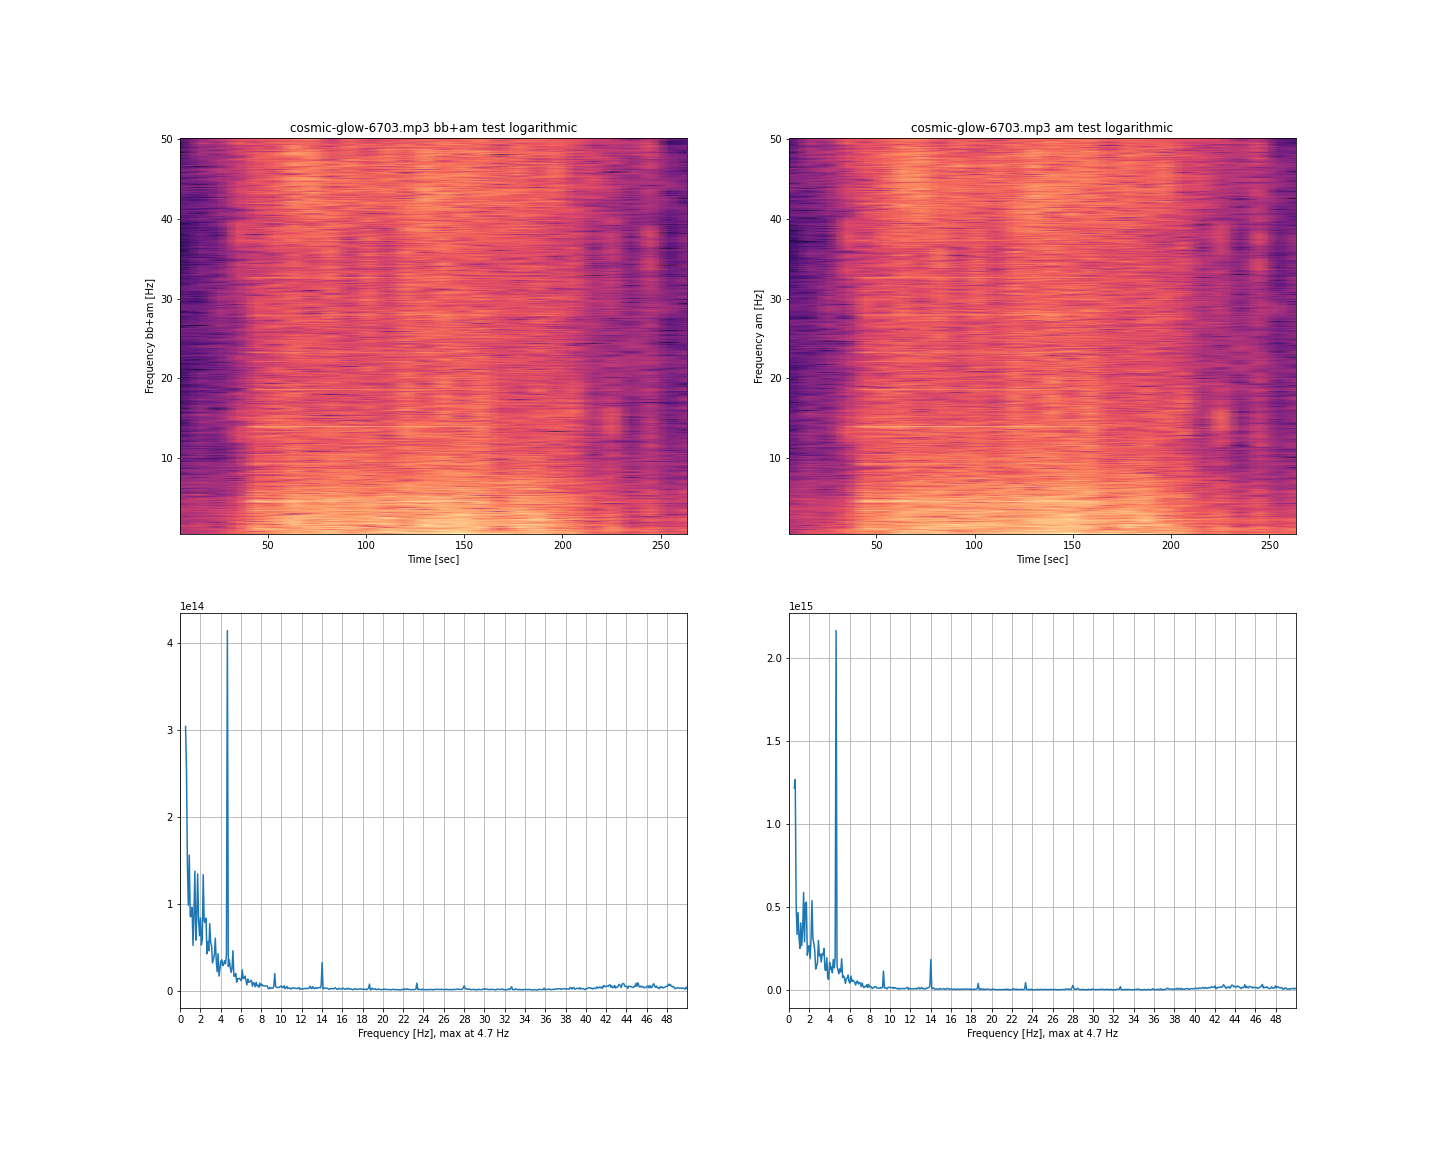 cosmic-glow-6703.mp3 bb+am test logarithmic
50
40
30
20
10
Frequency bb+am [Hz]
50 100 150 200 250
Time [sec]
cosmic-glow-6703.mp3 am test logarithmic
50
40
30
20
10
Frequency am [Hz]
50 100 150 200 250
Time [sec]
1e14
4
3
2
1
0
0 2 4 6 8 10 12 14 16 18 20 22 24 26 28 30 32 34 36 38 40 42 44 46 48
Frequency [Hz], max at 4.7 Hz
1e15
2.0
1.5
1.0
0.5
0.0
0 2 4 6 8 10 12 14 16 18 20 22 24 26 28 30 32 34 36 38 40 42 44 46 48
Frequency [Hz], max at 4.7 Hz